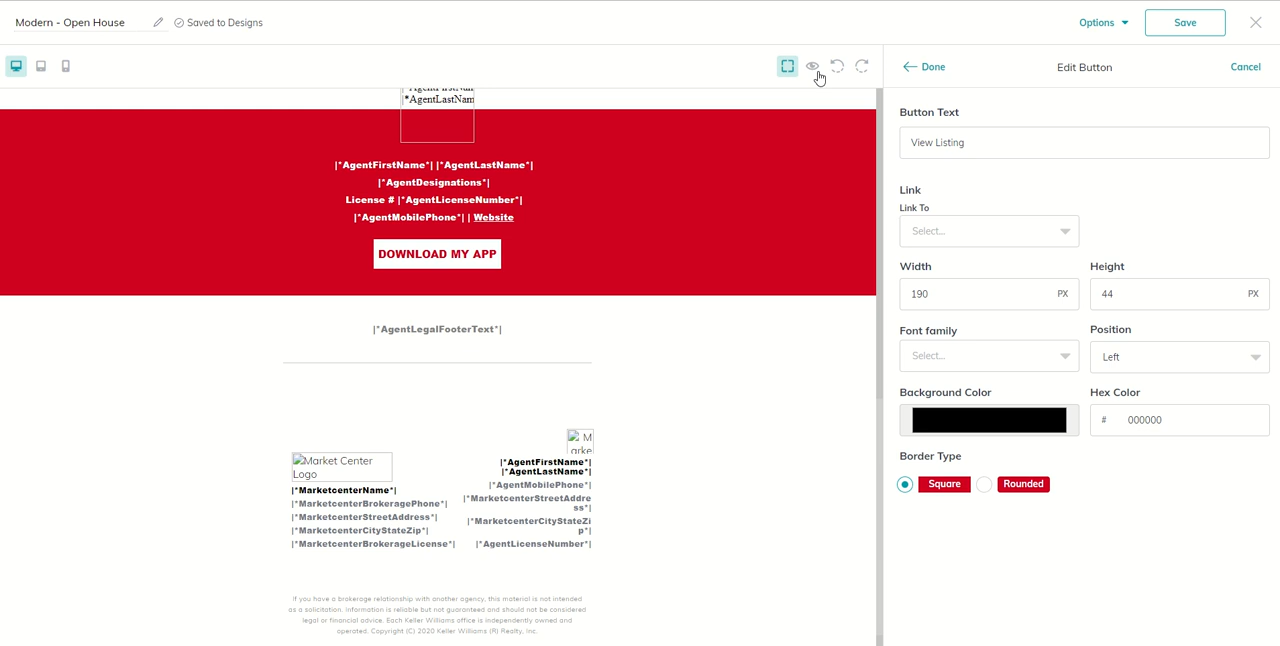 Modern - Open House
Saved to Designs
Options
Save
Done
Edit Button
Cancel
|*AgentLastNam
|*AgentFirstName*| |*AgentLastName*|
|*AgentDesignations*|
License # |*AgentLicenseNumber*|
|*AgentMobilePhone*| | Website
DOWNLOAD MY APP
|*AgentLegalFooterText*|
Market Center
Logo
|*MarketcenterName*|
|*MarketcenterBrokeragePhone*|
|*MarketcenterStreetAddress*|
|*MarketcenterCityStateZip*|
|*MarketcenterBrokerageLicense*|
M
arke
|*AgentFirstName*|
|*AgentLastName*|
|*AgentMobilePhone*|
|*MarketcenterStreetAddre
ss*|
|*MarketcenterCityStateZi
p*|
|*AgentLicenseNumber*|
If you have a brokerage relationship with another agency, this material is not intended
as a solicitation. Information is reliable but not guaranteed and should not be considered
legal or financial advice. Each Keller Williams office is independently owned and
operated. Copyright (C) 2020 Keller Williams (R) Realty, Inc.
Button Text
View Listing
Link
Link To
Select...
Width
Height
190 PX
44 PX
Font family
Position
Select...
Left
Background Color
Hex Color
# 000000
Border Type
Square
Rounded